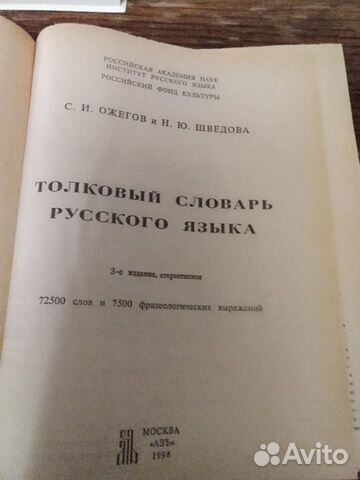 РОССИЙСКАЯ АКАДЕМИЯ НАУК
ИНСТИТУТ РУССКОГО ЯЗЫКА
РОССИЙСКИЙ ФОНД КУЛЬТУРЫ
С. И. ОЖЕГОВ и Н. Ю. ШВЕДОВА
ТОЛКОВЫЙ СЛОВАРЬ
РУССКОГО ЯЗЫКА
3-е издание, стереотипное
72500 слов и 7500 фразеологических выражений
МОСКВА
«АЗЪ»
Avito